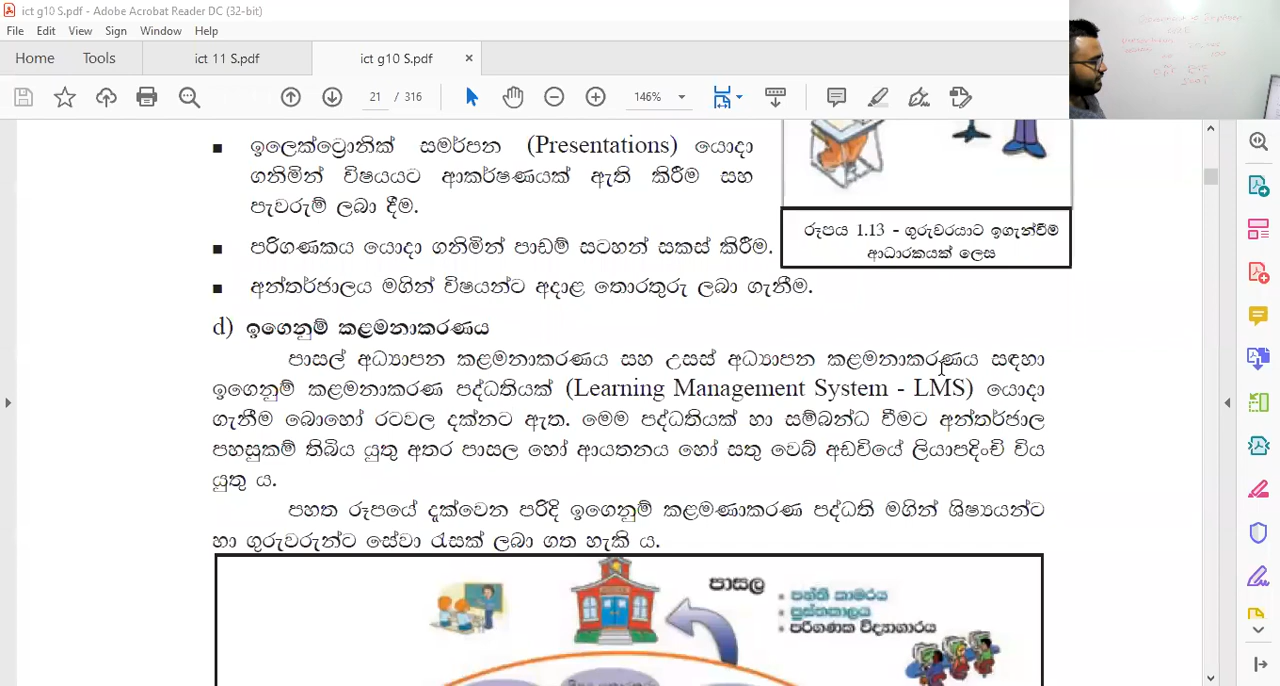 ict g10 S.pdf - Adobe Acrobat Reader DC (32-bit)
File Edit View Sign Window Help
Home Tools ict 11 S.pdf ict g10 S.pdf ×
21 / 316 146%
▪ ඉලෙක්ට්‍රොනික් සමර්පන (Presentations) යොදා
ගනිමින් විෂයයට ආකර්ෂණයක් ඇති කිරීම සහ
පැවරුම් ලබා දීම.
▪ පරිගණකය යොදා ගනිමින් පාඩම් සටහන් සකස් කිරීම.
▪ අන්තර්ජාලය මගින් විෂයන්ට අදාළ තොරතුරු ලබා ගැනීම.
රූපය 1.13 - ගුරුවරයාට ඉගැන්වීම්
ආධාරකයක් ලෙස
d) ඉගෙනුම් කළමනාකරණය
පාසල් අධ්‍යාපන කළමනාකරණය සහ උසස් අධ්‍යාපන කළමනාකරණය සඳහා
ඉගෙනුම් කළමනාකරණ පද්ධතියක් (Learning Management System - LMS) යොදා
ගැනීම බොහෝ රටවල දක්නට ඇත. මෙම පද්ධතියක් හා සම්බන්ධ වීමට අන්තර්ජාල
පහසුකම් තිබිය යුතු අතර පාසල හෝ ආයතනය හෝ සතු වෙබ් අඩවියේ ලියාපදිංචි විය
යුතු ය.
පහත රූපයේ දැක්වෙන පරිදි ඉගෙනුම් කළමණාකරණ පද්ධති මගින් ශිෂ්‍යයන්ට
හා ගුරුවරුන්ට සේවා රැසක් ලබා ගත හැකි ය.
පාසල
▪ පන්ති කාමරය
▪ පුස්තකාලය
▪ පරිගණක විද්‍යාගාරය